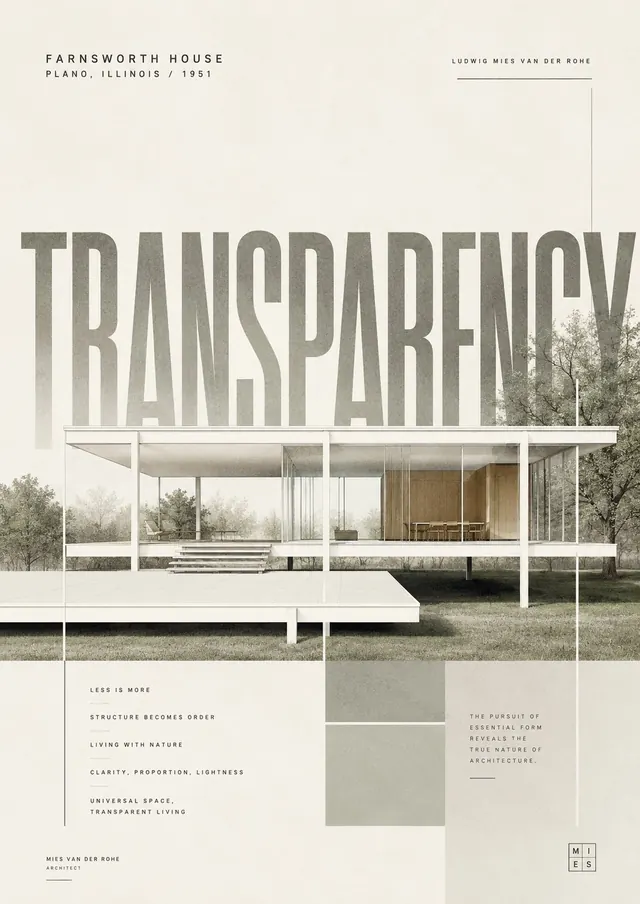 FARNSWORTH HOUSE
PLANO, ILLINOIS / 1951
LUDWIG MIES VAN DER ROHE
TRANSPARENCY
LESS IS MORE
STRUCTURE BECOMES ORDER
LIVING WITH NATURE
CLARITY, PROPORTION, LIGHTNESS
UNIVERSAL SPACE,
TRANSPARENT LIVING
THE PURSUIT OF
ESSENTIAL FORM
REVEALS THE
TRUE NATURE OF
ARCHITECTURE.
MIES VAN DER ROHE
ARCHITECT
M I
E S